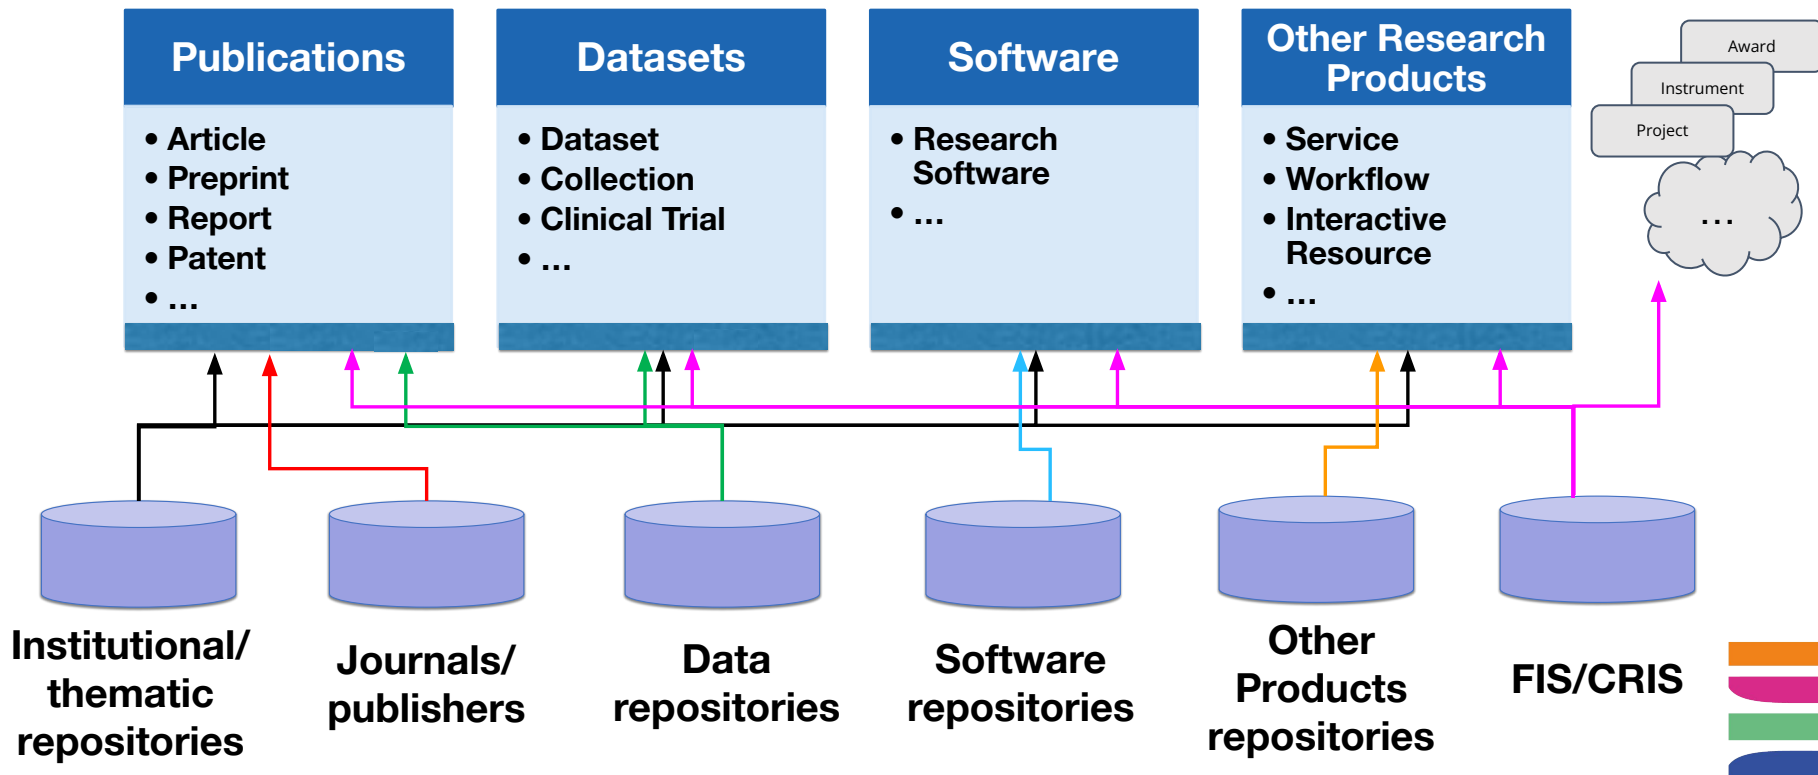 Publications
• Article
• Preprint
• Report
• Patent
• ...
Datasets
• Dataset
• Collection
• Clinical Trial
• ...
Software
• Research
Software
• ...
Other Research
Products
• Service
• Workflow
• Interactive
Resource
• ...
Award
Instrument
Project
...
Institutional/
thematic
repositories
Journals/
publishers
Data
repositories
Software
repositories
Other
Products
repositories
FIS/CRIS